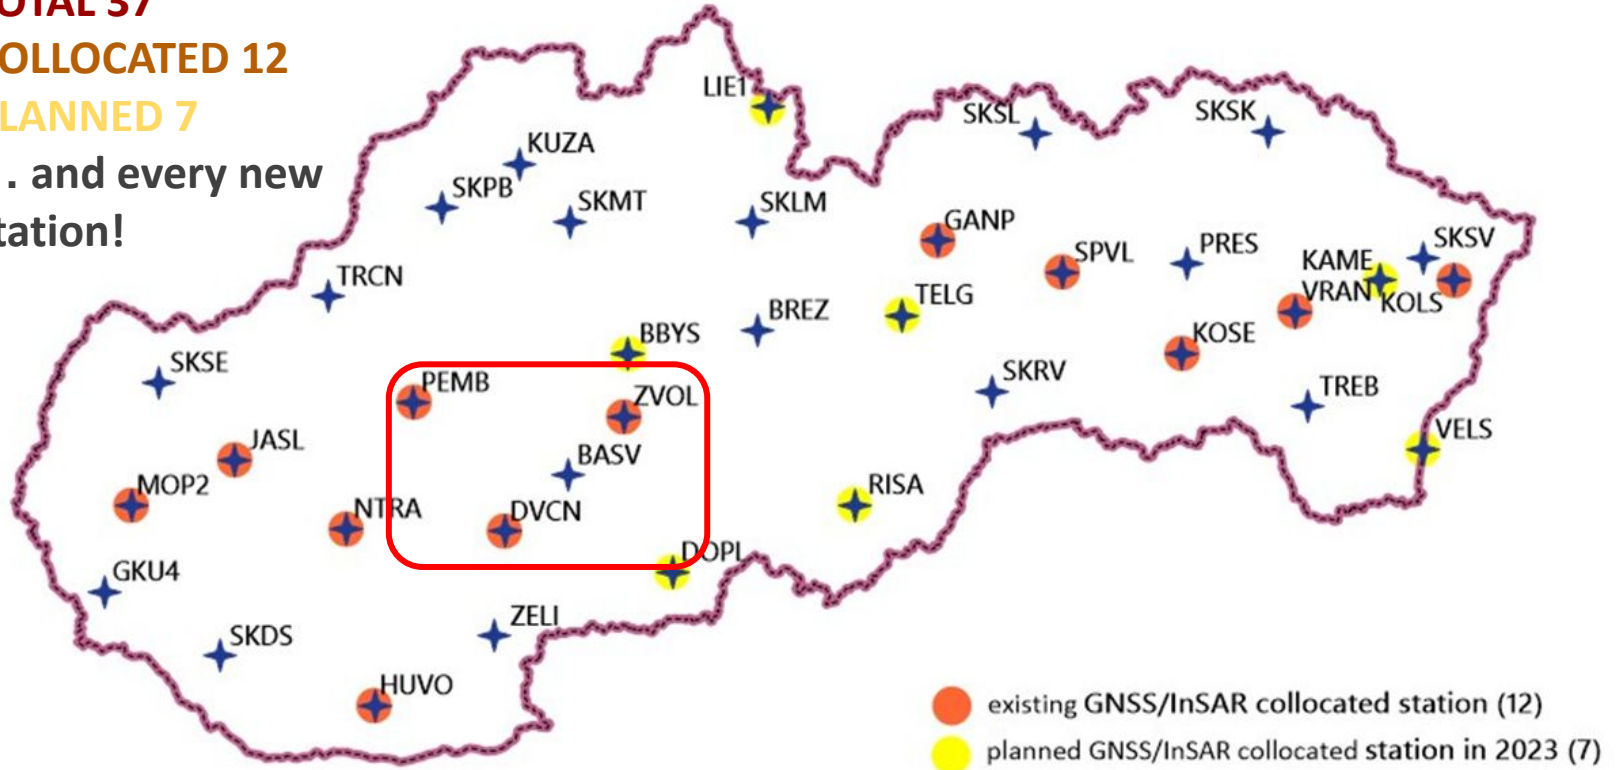 OTAL 37
OLLOCATED 12
LANNED 7
. . and every new
tation!
LIE1
SKSL
SKSK
KUZA
SKPB
SKMT
SKLM
GANP
SPVL
PRES
SKSV
KAME
VRAN
KOLS
TRCN
TELG
BREZ
BBYS
KOSE
SKSE
PEMB
ZVOL
SKRV
TREB
VELS
JASL
BASV
MOP2
NTRA
DVCN
RISA
DOPL
GKU4
ZELI
SKDS
HUVO
existing GNSS/InSAR collocated station (12)
planned GNSS/InSAR collocated station in 2023 (7)